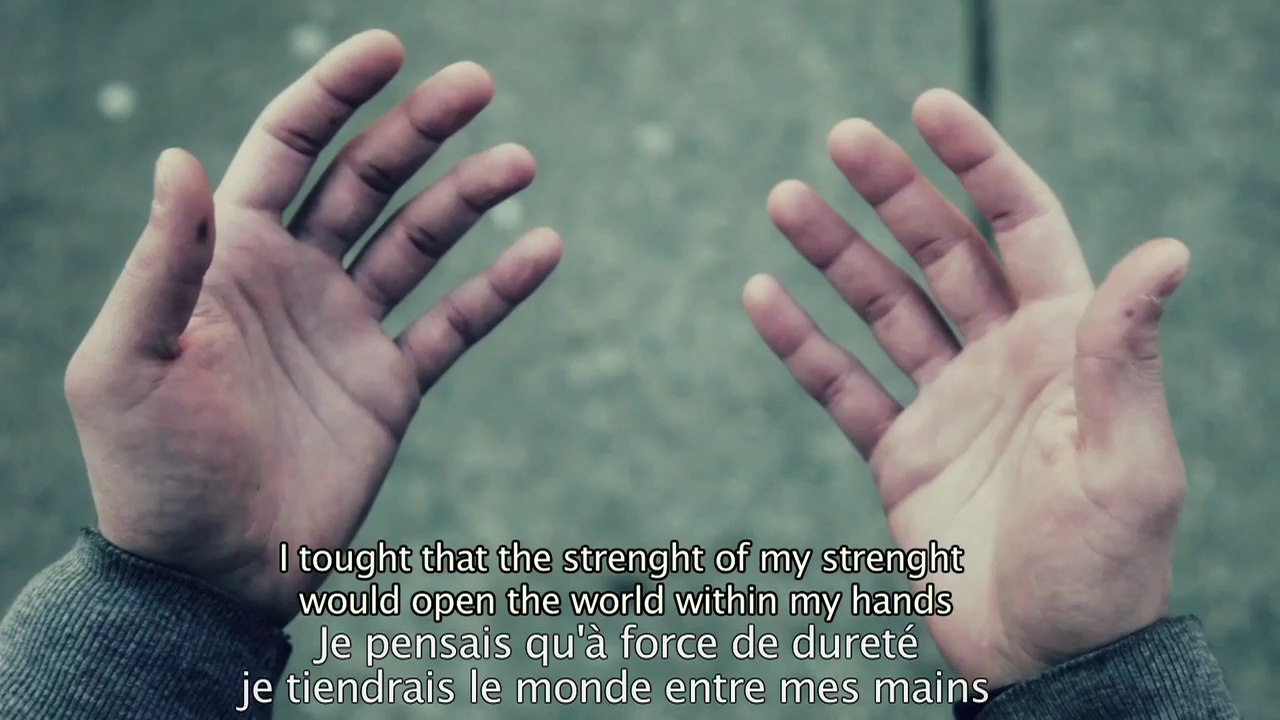 I tought that the strenght of my strenght
would open the world within my hands
Je pensais qu'à force de dureté
je tiendrais le monde entre mes mains